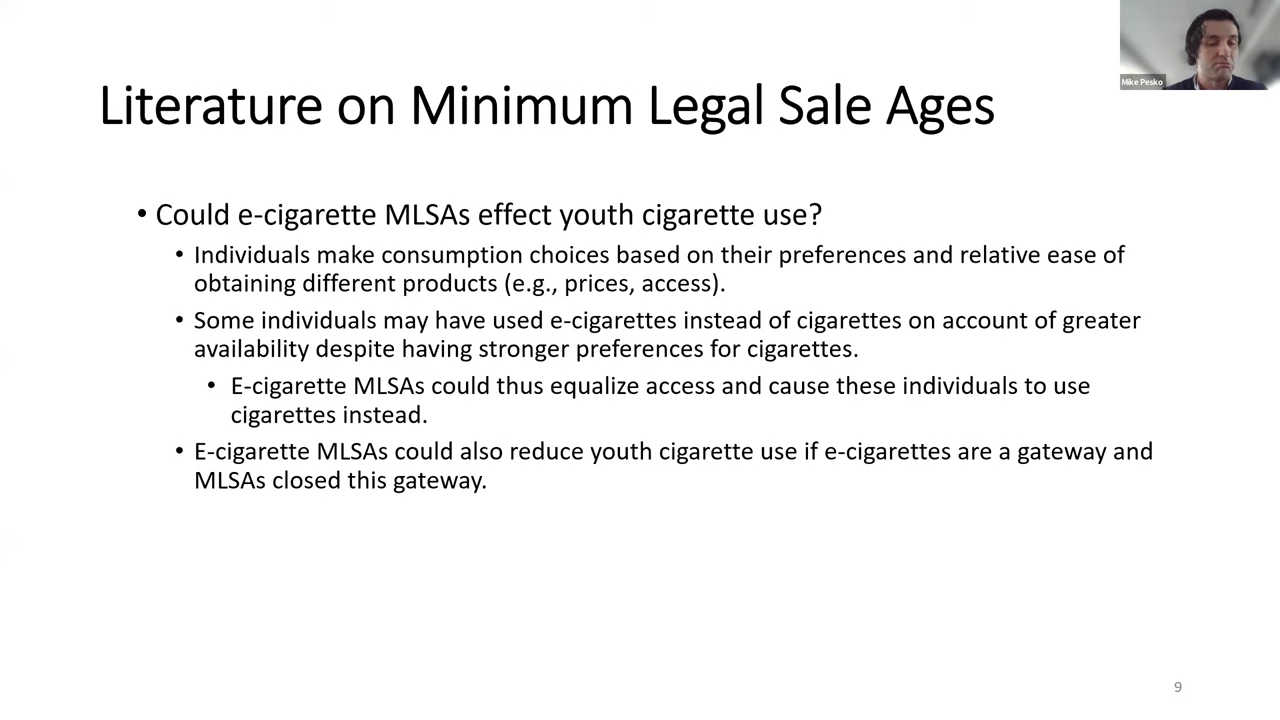 Mike Pesko
Literature on Minimum Legal Sale Ages
• Could e-cigarette MLSAs effect youth cigarette use?
• Individuals make consumption choices based on their preferences and relative ease of
obtaining different products (e.g., prices, access).
• Some individuals may have used e-cigarettes instead of cigarettes on account of greater
availability despite having stronger preferences for cigarettes.
• E-cigarette MLSAs could thus equalize access and cause these individuals to use
cigarettes instead.
• E-cigarette MLSAs could also reduce youth cigarette use if e-cigarettes are a gateway and
MLSAs closed this gateway.
9